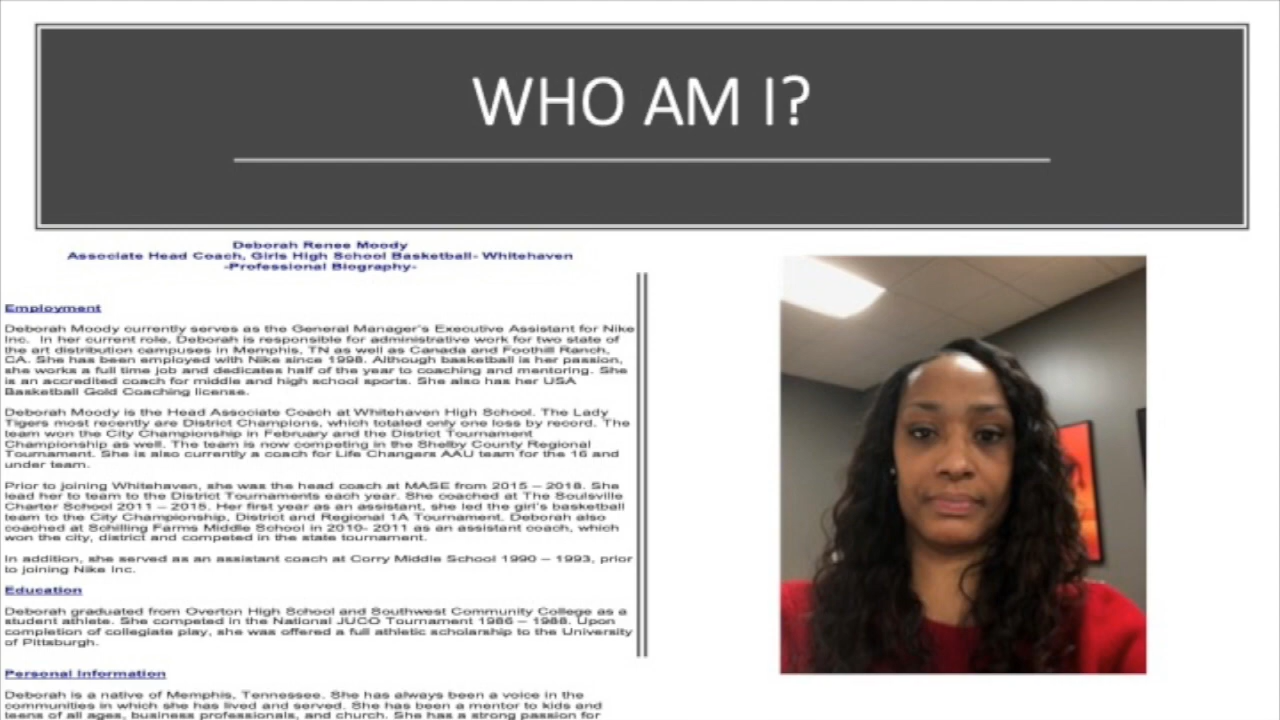 WHO AM I?
Deborah Renee Moody
Associate Head Coach, Girls High School Basketball- Whitehaven
-Professional Biography-
Employment
Deborah Moody currently serves as the General Manager's Executive Assistant for Nike
Inc. In her current role, Deborah is responsible for administrative work for two state of
the art distribution campuses in Memphis, TN as well as Canada and Foothill Ranch,
CA. She has been employed with Nike since 1998. Although basketball is her passion,
she works a full time job and dedicates half of the year to coaching and mentoring. She
is an accredited coach for middle and high school sports. She also has her USA
Basketball Gold Coaching license.
Deborah Moody is the Head Associate Coach at Whitehaven High School. The Lady
Tigers most recently are District Champions, which totaled only one loss by record. The
team won the City Championship in February and the District Tournament
Championship as well. The team is now competing in the Shelby County Regional
Tournament. She is also currently a coach for Life Changers AAU team for the 16 and
under team.
Prior to joining Whitehaven, she was the head coach at MASE from 2015 – 2018. She
lead her to team to the District Tournaments each year. She coached at The Soulsville
Charter School 2011 – 2015. Her first year as an assistant, she led the girl's basketball
team to the City Championship, District and Regional 1A Tournament. Deborah also
coached at Schilling Farms Middle School in 2010- 2011 as an assistant coach, which
won the city, district and competed in the state tournament.
In addition, she served as an assistant coach at Corry Middle School 1990 – 1993, prior
to joining Nike Inc.
Education
Deborah graduated from Overton High School and Southwest Community College as a
student athlete. She competed in the National JUCO Tournament 1986 – 1988. Upon
completion of collegiate play, she was offered a full athletic scholarship to the University
of Pittsburgh.
Personal Information
Deborah is a native of Memphis, Tennessee. She has always been a voice in the
communities in which she has lived and served. She has been a mentor to kids and
teens of all ages, business professionals, and church. She has a strong passion for